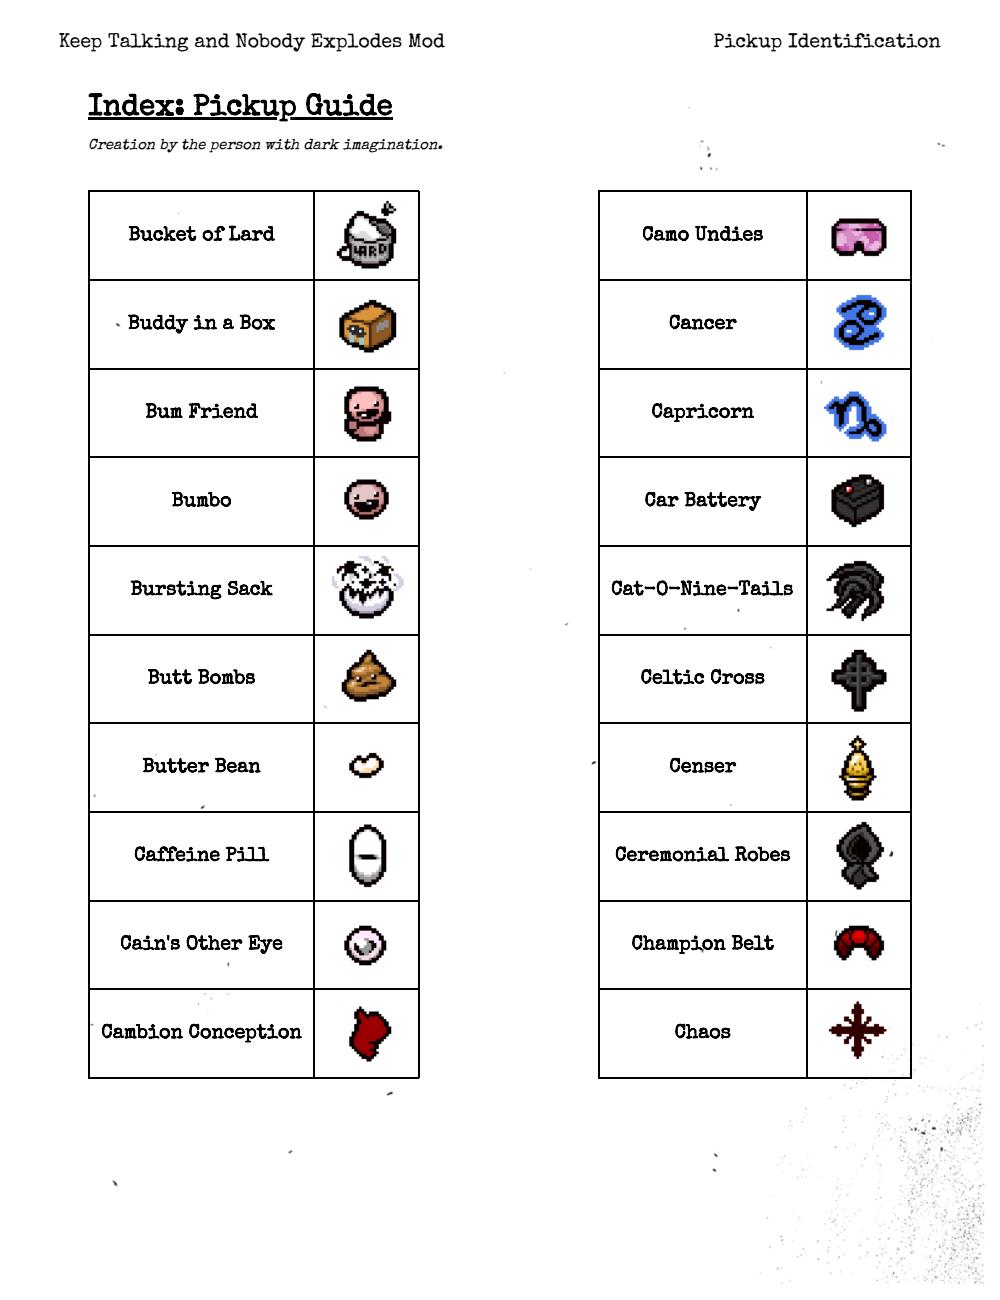 Keep Talking and Nobody Explodes Mod
Pickup Identification
Index: Pickup Guide
Creation by the person with dark imagination.
Bucket of Lard
LARD
Buddy in a Box
Bum Friend
Bumbo
Bursting Sack
Butt Bombs
Butter Bean
Caffeine Pill
Cain's Other Eye
Cambion Conception
Camo Undies
Cancer
Capricorn
Car Battery
Cat-O-Nine-Tails
Celtic Cross
Censer
Ceremonial Robes
Champion Belt
Chaos